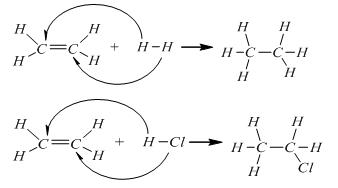 H H H H
C=C + H–H → H–C–C–H
H H H H
H H H H
C=C + H–Cl → H–C–C–H
H H H Cl